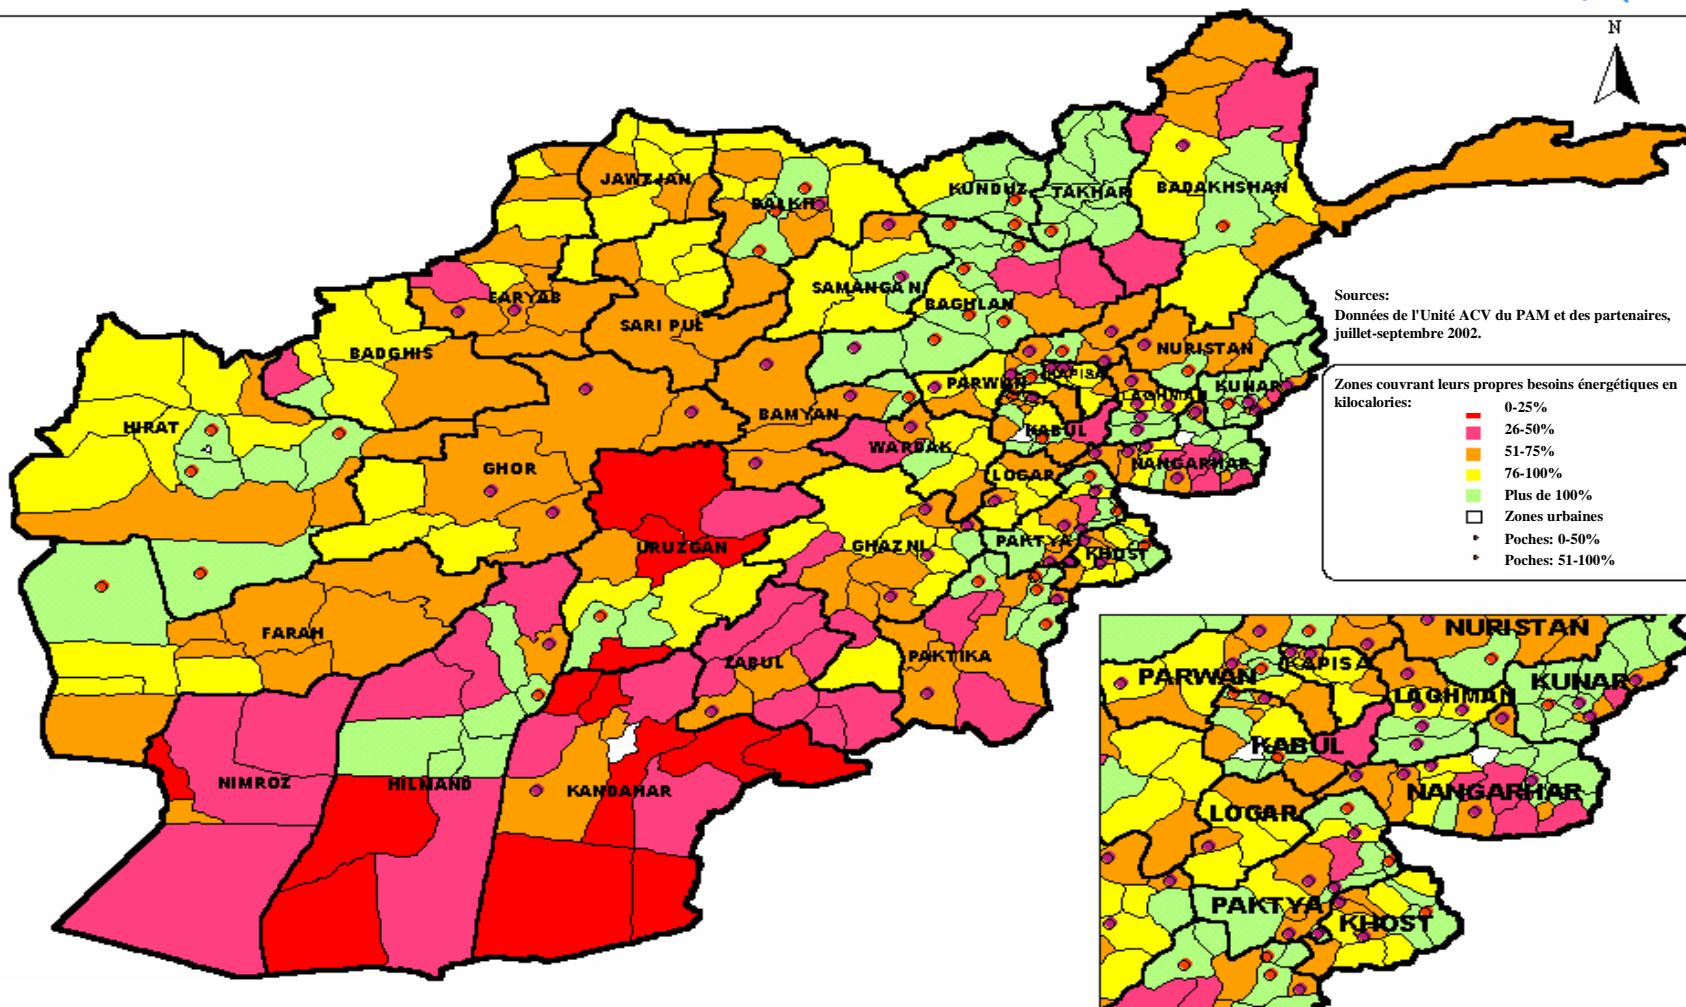 N
JAWZJAN
BALKH
KUNDUZ
TAKHAR
BADAKHSHAN
FARYAB
SARI PUL
SAMANGAN
BAGHLAN
BADGHIS
NURISTAN
PARWAN
KAPISA
LAGHMAN
KUNAR
BAMYAN
HIRAT
WARDAK
KABUL
GHOR
LOGAR
NANGARHAR
URUZGAN
GHAZNI
PAKTYA
KHOST
FARAH
ZABUL
PAKTIKA
NIMROZ
HILMAND
KANDAHAR
Sources:
Données de l'Unité ACV du PAM et des partenaires,
juillet-septembre 2002.
Zones couvrant leurs propres besoins énergétiques en
kilocalories:
0-25%
26-50%
51-75%
76-100%
Plus de 100%
Zones urbaines
Poches: 0-50%
Poches: 51-100%
NURISTAN
PARWAN
KAPISA
LAGHMAN
KUNAR
KABUL
LOGAR
NANGARHAR
PAKTYA
KHOST